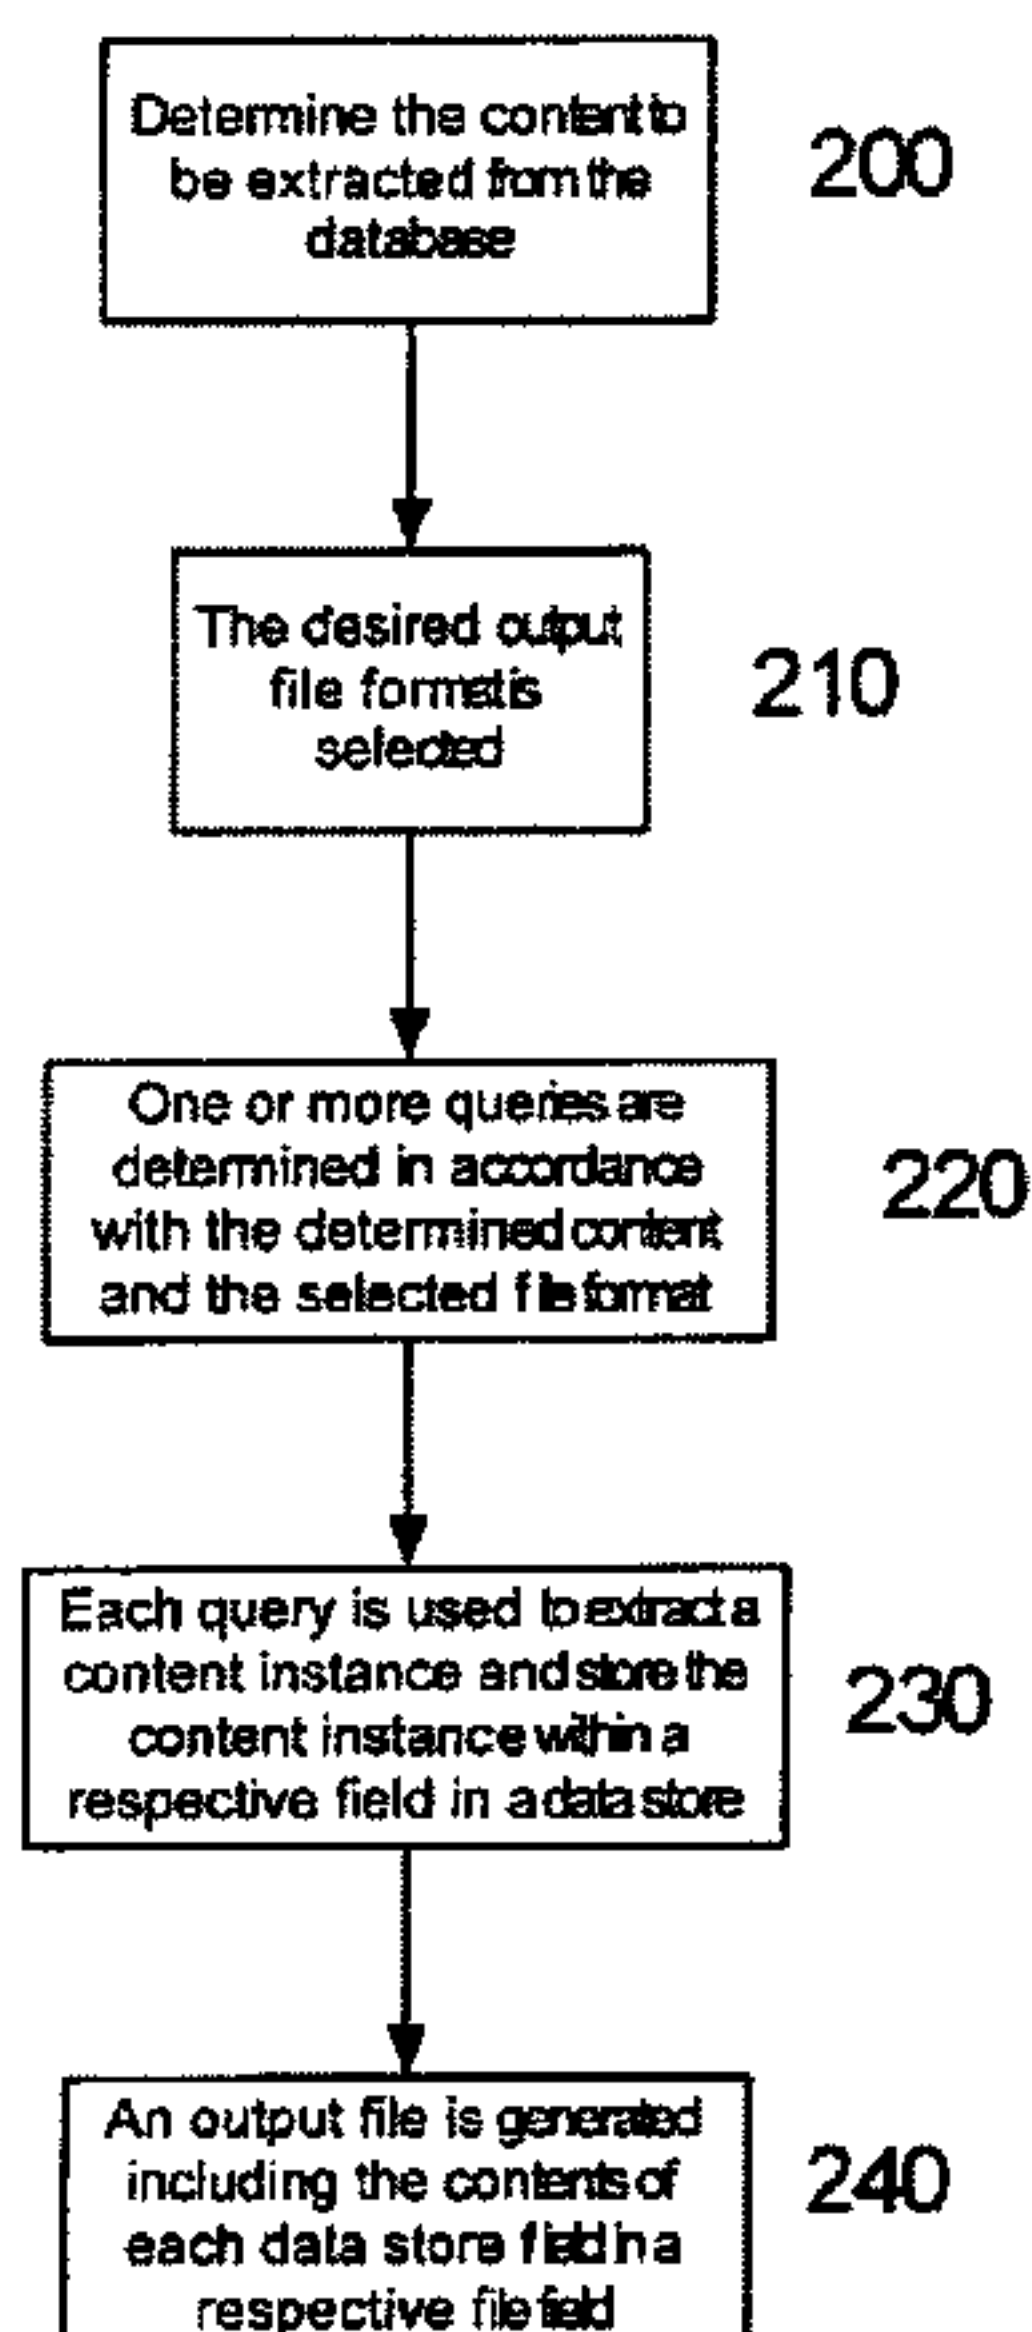 Determine the content to
be extracted from the
database
200
The desired output
file format is
selected
210
One or more queries are
determined in accordance
with the determined content
and the selected file format
220
Each query is used to extract a
content instance and store the
content instance within a
respective field in a data store
230
An output file is generated
including the contents of
each data store field in a
respective file field
240